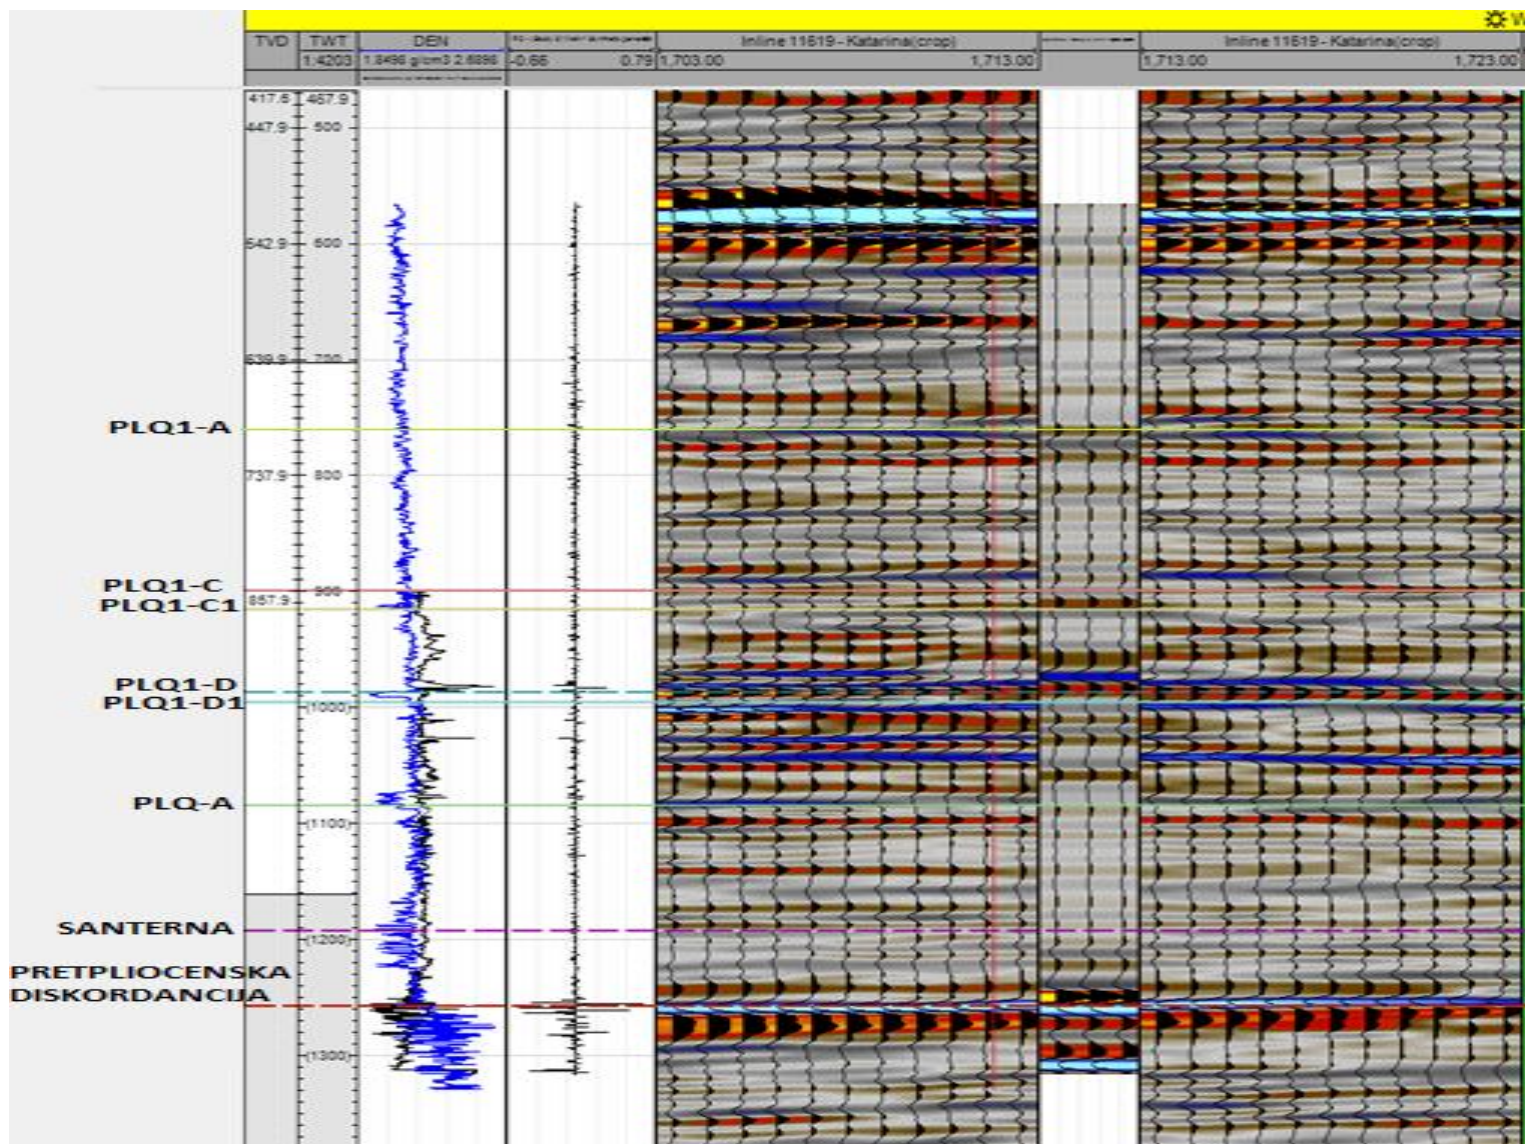 W
TVD TWT DEN Inline 11619 - Katarina(crop) Inline 11619 - Katarina(crop)
1:4203 1.8498 g/cm3 2.6898 -0.66 0.79 1,703.00 1,713.00 1,713.00 1,723.00
417.6 467.9
447.9 500
542.9 600
639.9 700
PLQ1-A
737.9 800
PLQ1-C 900
PLQ1-C1 857.9
PLQ1-D
PLQ1-D1 (1000)
PLQ-A
(1100)
SANTERNA
(1200)
PRETPLIOCENSKA
DISKORDANCIJA
(1300)